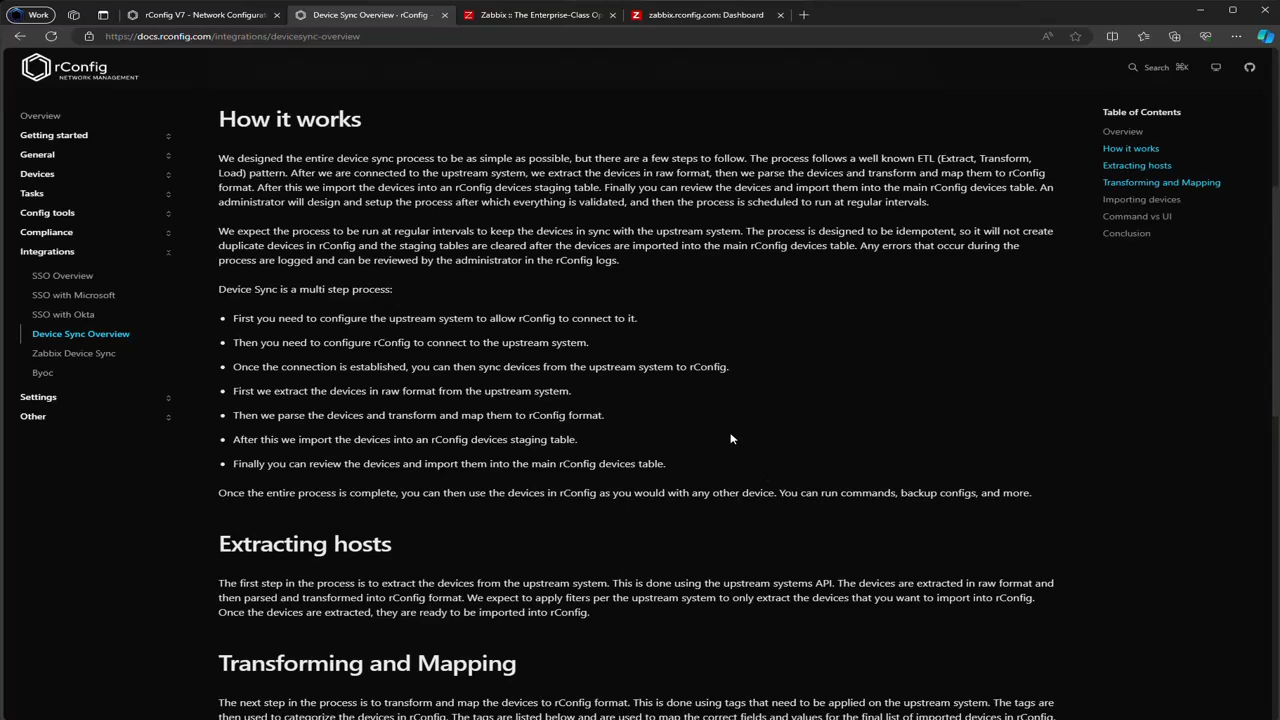 Work
rConfig V7 - Network Configurat
Device Sync Overview · rConfig -
Zabbix :: The Enterprise-Class Op
zabbix.rconfig.com: Dashboard
https://docs.rconfig.com/integrations/devicesync-overview
rConfig
NETWORK MANAGEMENT
Search ⌘K
Overview
Getting started
General
Devices
Tasks
Config tools
Compliance
Integrations
SSO Overview
SSO with Microsoft
SSO with Okta
Device Sync Overview
Zabbix Device Sync
Byoc
Settings
Other
How it works
We designed the entire device sync process to be as simple as possible, but there are a few steps to follow. The process follows a well known ETL (Extract, Transform,
Load) pattern. After we are connected to the upstream system, we extract the devices in raw format, then we parse the devices and transform and map them to rConfig
format. After this we import the devices into an rConfig devices staging table. Finally you can review the devices and import them into the main rConfig devices table. An
administrator will design and setup the process after which everything is validated, and then the process is scheduled to run at regular intervals.
We expect the process to be run at regular intervals to keep the devices in sync with the upstream system. The process is designed to be idempotent, so it will not create
duplicate devices in rConfig and the staging tables are cleared after the devices are imported into the main rConfig devices table. Any errors that occur during the
process are logged and can be reviewed by the administrator in the rConfig logs.
Device Sync is a multi step process:
• First you need to configure the upstream system to allow rConfig to connect to it.
• Then you need to configure rConfig to connect to the upstream system.
• Once the connection is established, you can then sync devices from the upstream system to rConfig.
• First we extract the devices in raw format from the upstream system.
• Then we parse the devices and transform and map them to rConfig format.
• After this we import the devices into an rConfig devices staging table.
• Finally you can review the devices and import them into the main rConfig devices table.
Once the entire process is complete, you can then use the devices in rConfig as you would with any other device. You can run commands, backup configs, and more.
Extracting hosts
The first step in the process is to extract the devices from the upstream system. This is done using the upstream systems API. The devices are extracted in raw format and
then parsed and transformed into rConfig format. We expect to apply fiters per the upstream system to only extract the devices that you want to import into rConfig.
Once the devices are extracted, they are ready to be imported into rConfig.
Transforming and Mapping
The next step in the process is to transform and map the devices to rConfig format. This is done using tags that need to be applied on the upstream system. The tags are
then used to categorize the devices in rConfig. The tags are listed below and are used to map the correct fields and values for the final list of imported devices in rConfig.
Table of Contents
Overview
How it works
Extracting hosts
Transforming and Mapping
Importing devices
Command vs UI
Conclusion